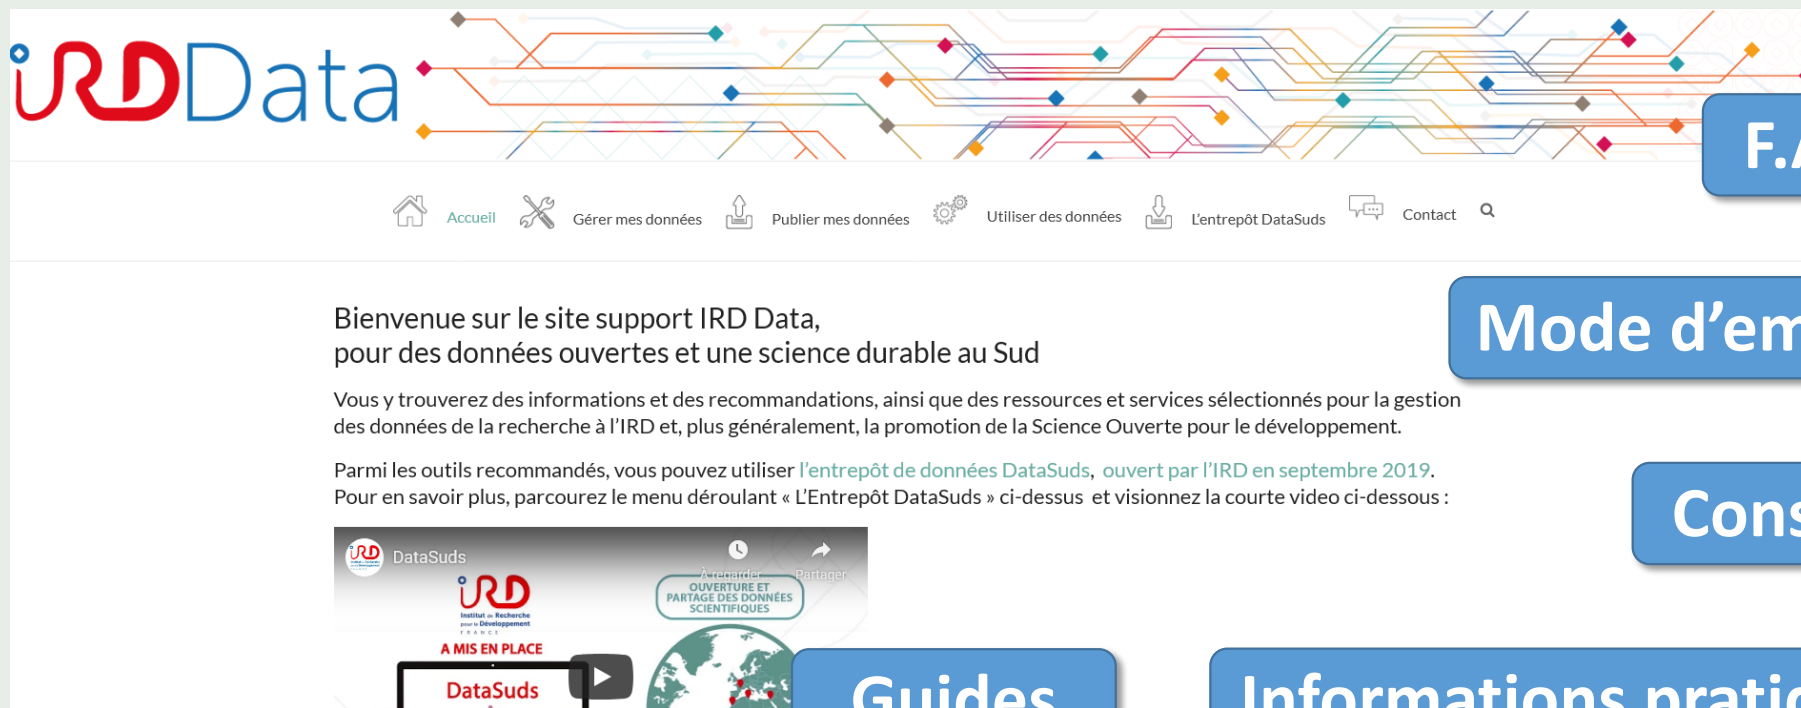 iRD Data
F.A
Accueil Gérer mes données Publier mes données Utiliser des données L'entrepôt DataSuds Contact
Bienvenue sur le site support IRD Data,
pour des données ouvertes et une science durable au Sud
Mode d'em
Vous y trouverez des informations et des recommandations, ainsi que des ressources et services sélectionnés pour la gestion
des données de la recherche à l'IRD et, plus généralement, la promotion de la Science Ouverte pour le développement.
Parmi les outils recommandés, vous pouvez utiliser l'entrepôt de données DataSuds, ouvert par l'IRD en septembre 2019.
Pour en savoir plus, parcourez le menu déroulant « L'Entrepôt DataSuds » ci-dessus et visionnez la courte video ci-dessous :
Cons
DataSuds
À regarder Partager
iRD
Institut de Recherche
pour le Développement
FRANCE
OUVERTURE ET
PARTAGE DES DONNÉES
SCIENTIFIQUES
A MIS EN PLACE
DataSuds
Guides
Informations pratiq